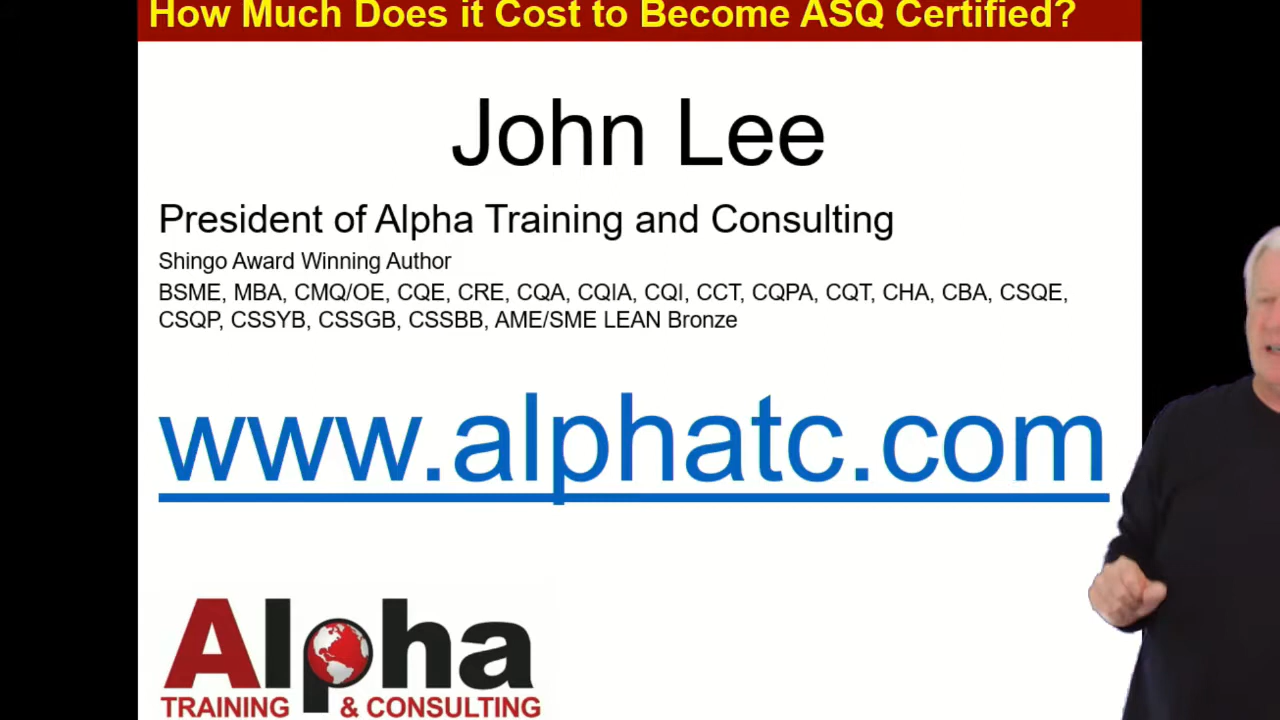 How Much Does it Cost to Become ASQ Certified?
John Lee
President of Alpha Training and Consulting
Shingo Award Winning Author
BSME, MBA, CMQ/OE, CQE, CRE, CQA, CQIA, CQI, CCT, CQPA, CQT, CHA, CBA, CSQE,
CSQP, CSSYB, CSSGB, CSSBB, AME/SME LEAN Bronze
www.alphatc.com
Alpha
TRAINING & CONSULTING